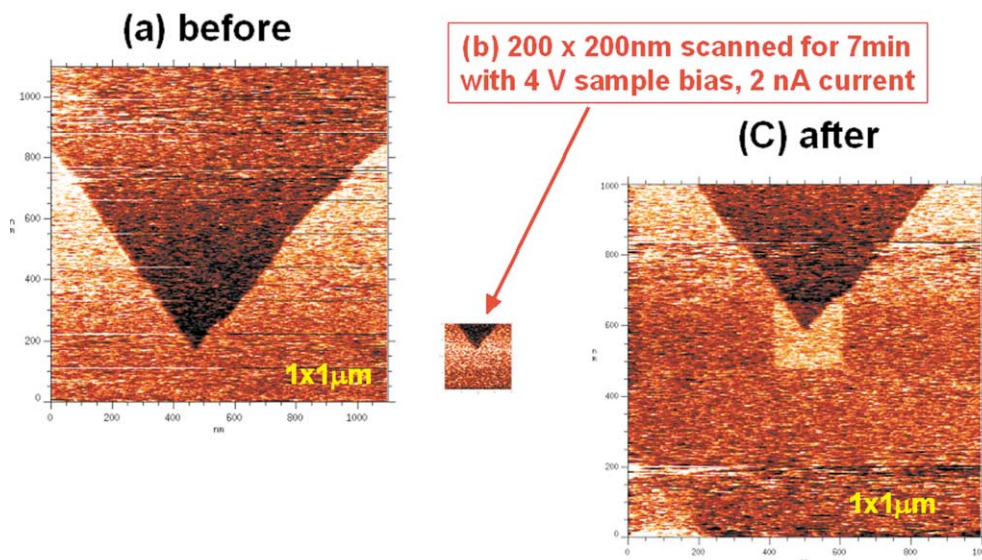 (a) before
(b) 200 x 200nm scanned for 7min
with 4 V sample bias, 2 nA current
(C) after
1000
800
600
400
200
0
n m
1x1μm
0 200 400 600 800 1000
nm
1000
800
600
400
200
0
n m
1x1μm
0 200 400 600 800 1000